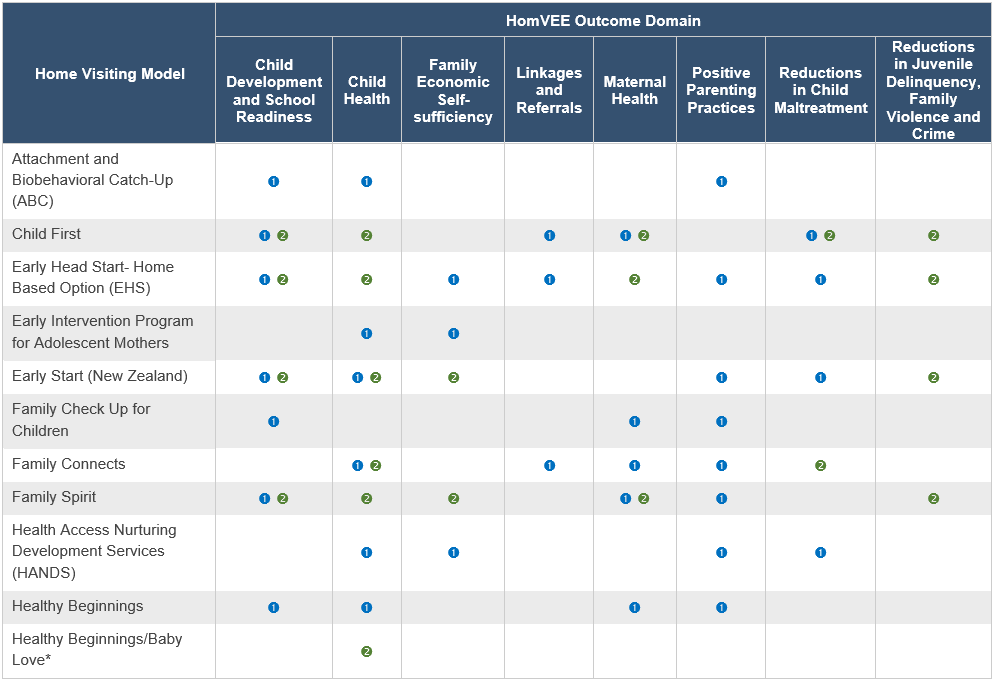 HomVEE Outcome Domain
Home Visiting Model
Child
Development
and School
Readiness
Child
Health
Family
Economic
Self-
sufficiency
Linkages
and
Referrals
Maternal
Health
Positive
Parenting
Practices
Reductions
in Child
Maltreatment
Reductions
in Juvenile
Delinquency,
Family
Violence and
Crime
Attachment and
Biobehavioral Catch-Up
(ABC)
1 1 1
Child First
1 2 2 1 1 2 1 2 2
Early Head Start- Home
Based Option (EHS)
1 2 2 1 1 2 1 1 2
Early Intervention Program
for Adolescent Mothers
1 1
Early Start (New Zealand)
1 2 1 2 2 1 1 2
Family Check Up for
Children
1 1 1
Family Connects
1 2 1 1 1 2
Family Spirit
1 2 2 2 1 2 1 2
Health Access Nurturing
Development Services
(HANDS)
1 1 1 1
Healthy Beginnings
1 1 1 1
Healthy Beginnings/Baby
Love*
2